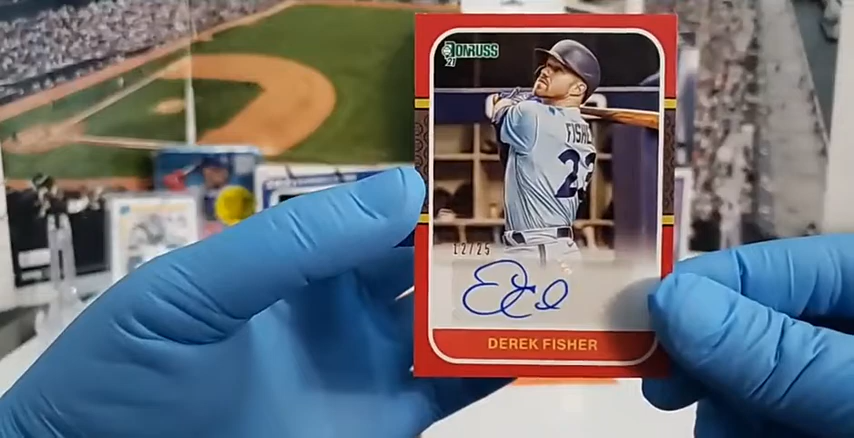 DONRUSS
'21
FISHER
12/25
DEREK FISHER